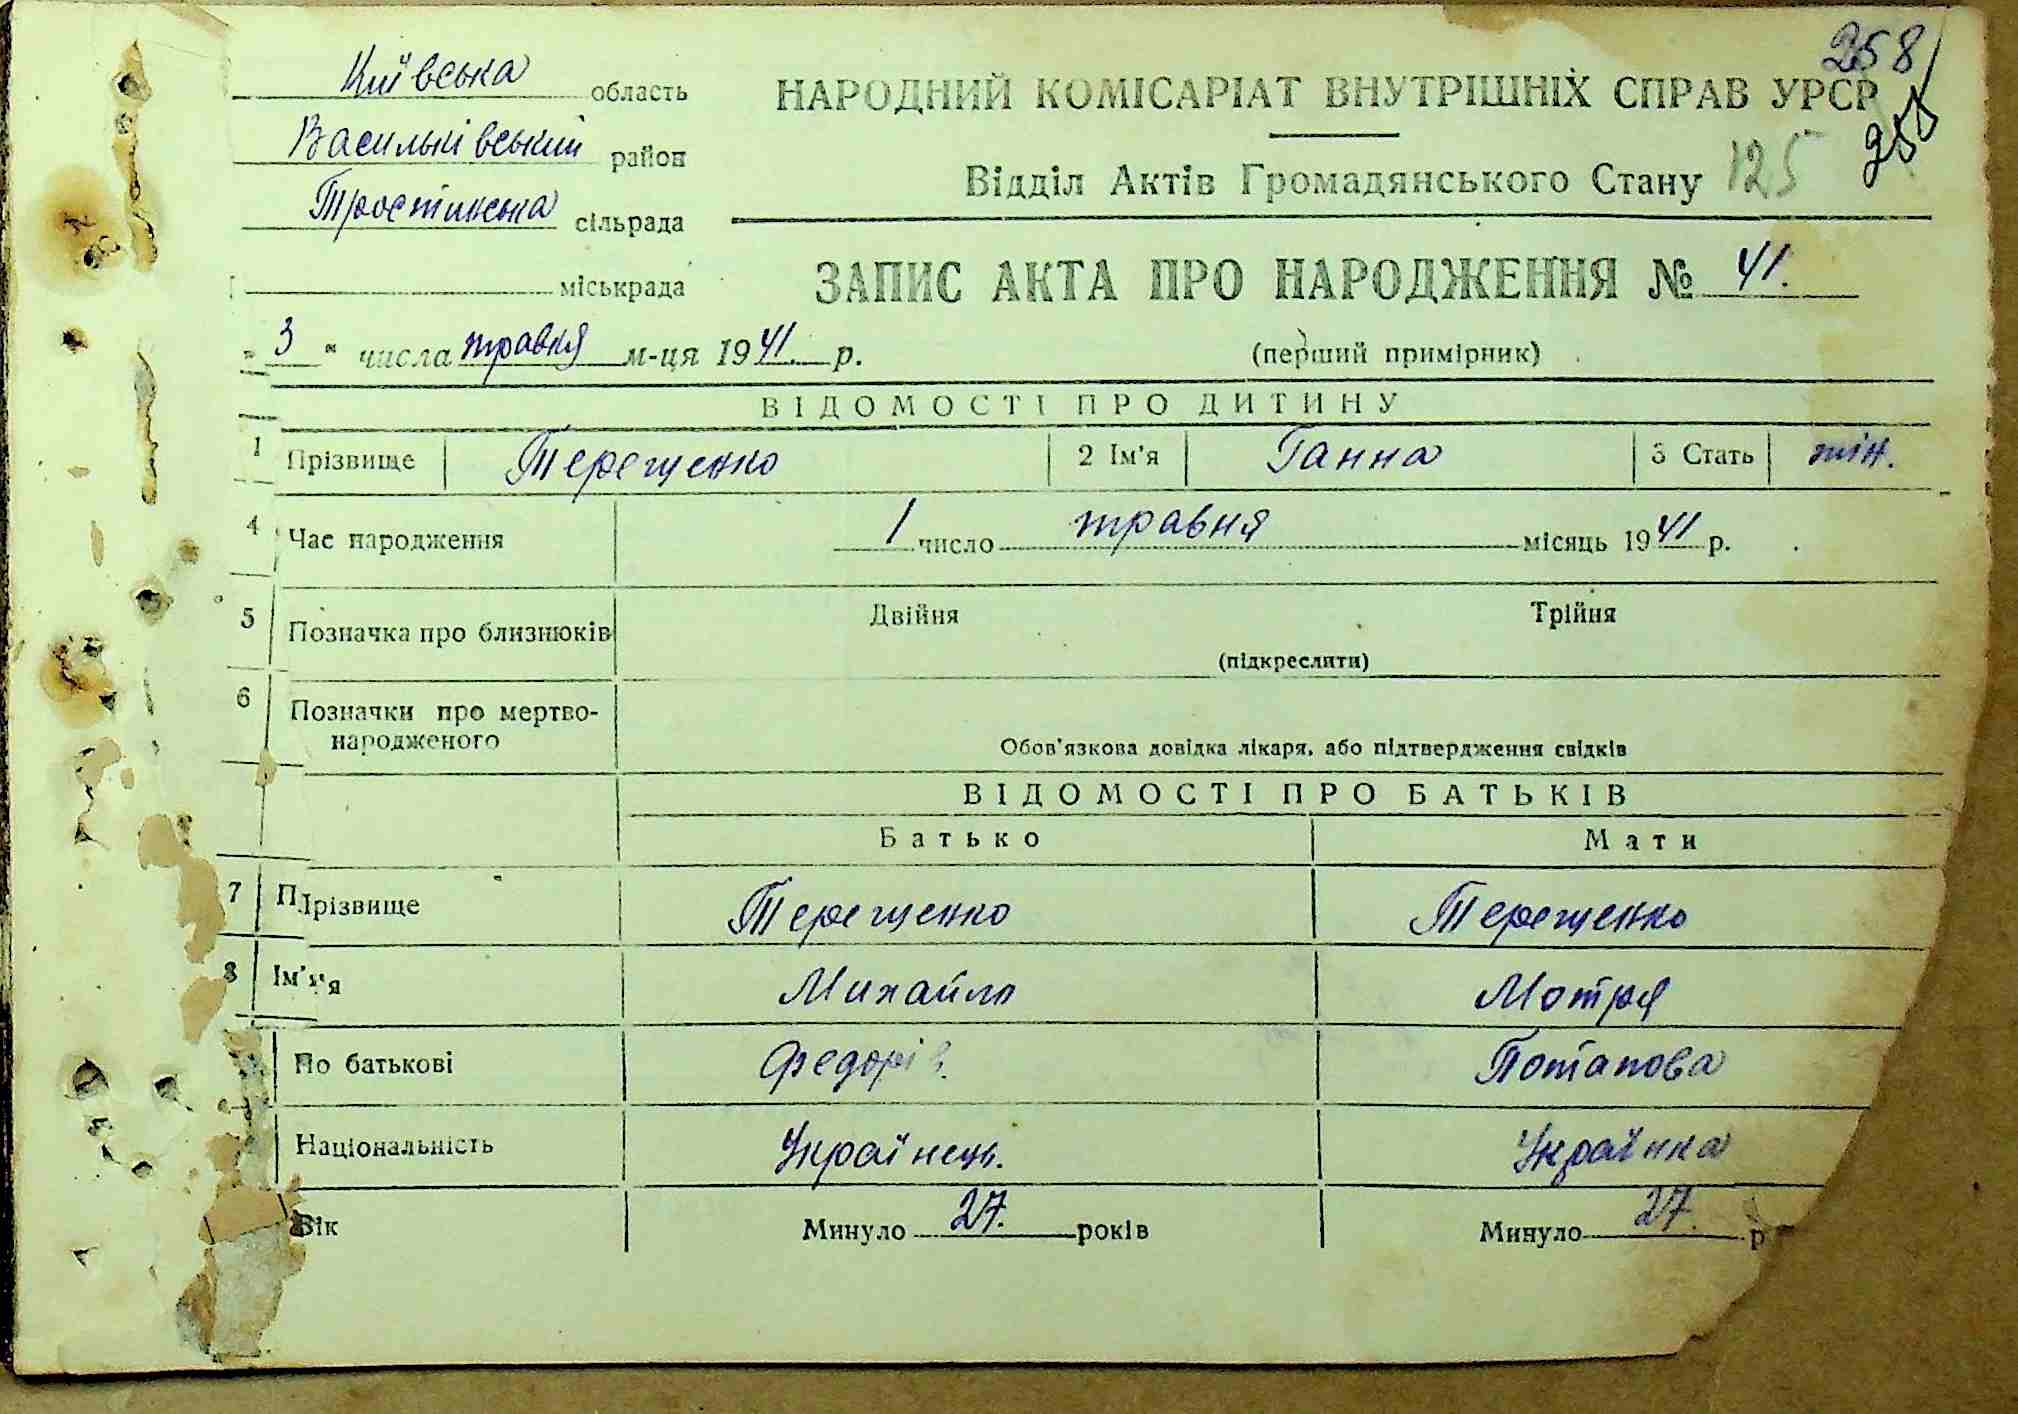 258
Київська область
НАРОДНИЙ КОМІСАРІАТ ВНУТРІШНІХ СПРАВ УРСР
Васильківський район
Відділ Актів Громадянського Стану 125
Тростинська сільрада
міськрада
ЗАПИС АКТА ПРО НАРОДЖЕННЯ № 41.
„ 3 " числа травня м-ця 1941. р.
(перший примірник)
ВІДОМОСТІ ПРО ДИТИНУ
1 Прізвище Терещенко 2 Ім'я Ганна 3 Стать жін.
4 Час народження 1 число травня місяць 1941 р.
5 Позначка про близнюків Двійня Трійня
(підкреслити)
6 Позначки про мертво-
народженого
Обов'язкова довідка лікаря, або підтвердження свідків
ВІДОМОСТІ ПРО БАТЬКІВ
Батько Мати
7 Прізвище Терещенко Терещенко
8 Ім'я Михайло Мотря
По батькові Федорів. Потапова
Національність Українець. Українка
Вік Минуло 27. років Минуло 27. р